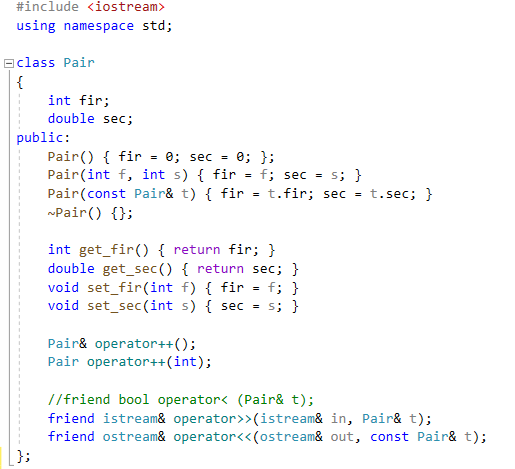 #include <iostream>
using namespace std;
class Pair
{
int fir;
double sec;
public:
Pair() { fir = 0; sec = 0; };
Pair(int f, int s) { fir = f; sec = s; }
Pair(const Pair& t) { fir = t.fir; sec = t.sec; }
~Pair() {};
int get_fir() { return fir; }
double get_sec() { return sec; }
void set_fir(int f) { fir = f; }
void set_sec(int s) { sec = s; }
Pair& operator++();
Pair operator++(int);
//friend bool operator< (Pair& t);
friend istream& operator>>(istream& in, Pair& t);
friend ostream& operator<<(ostream& out, const Pair& t);
};